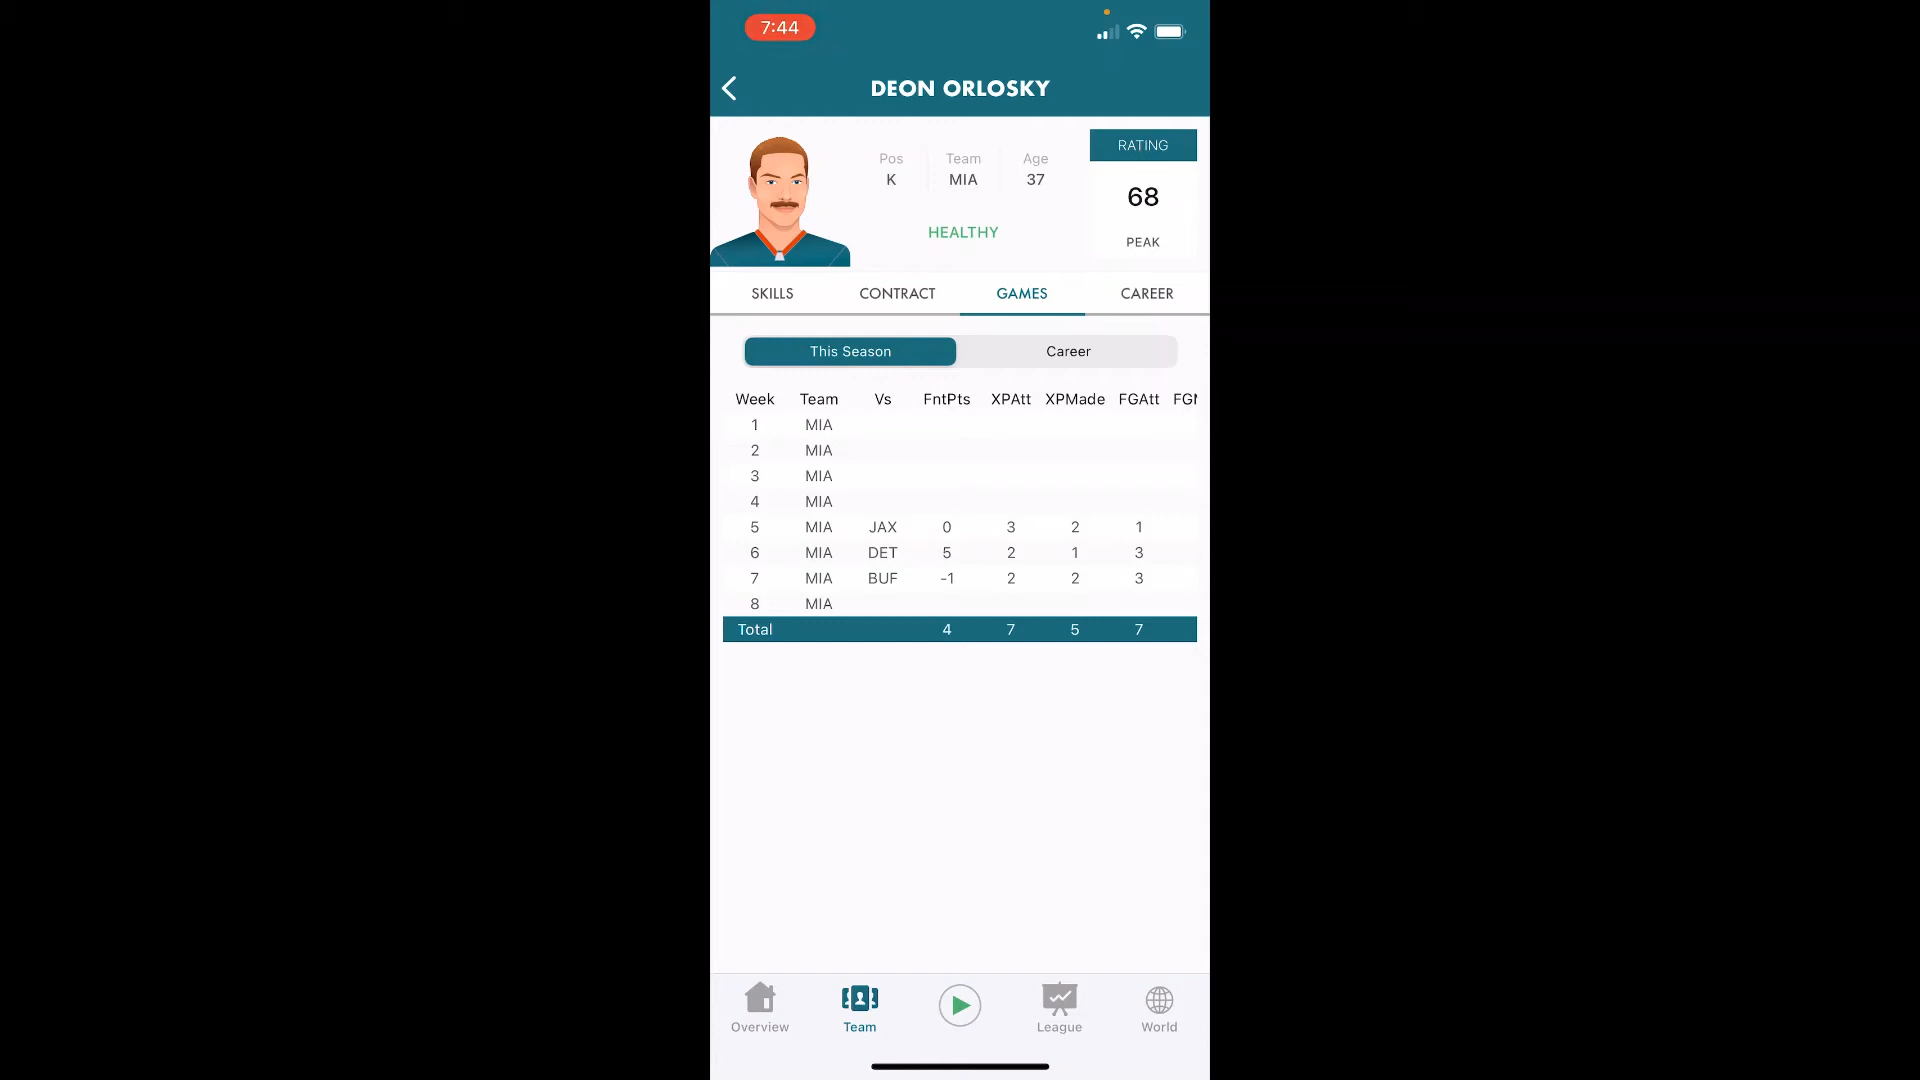 7:44
DEON ORLOSKY
RATING
Pos Team Age
K MIA 37
68
HEALTHY
PEAK
SKILLS CONTRACT GAMES CAREER
This Season Career
Week Team Vs FntPts XPAtt XPMade FGAtt
1 MIA
2 MIA
3 MIA
4 MIA
5 MIA JAX 0 3 2 1
6 MIA DET 5 2 1 3
7 MIA BUF -1 2 2 3
8 MIA
Total 4 7 5 7
Overview Team League World